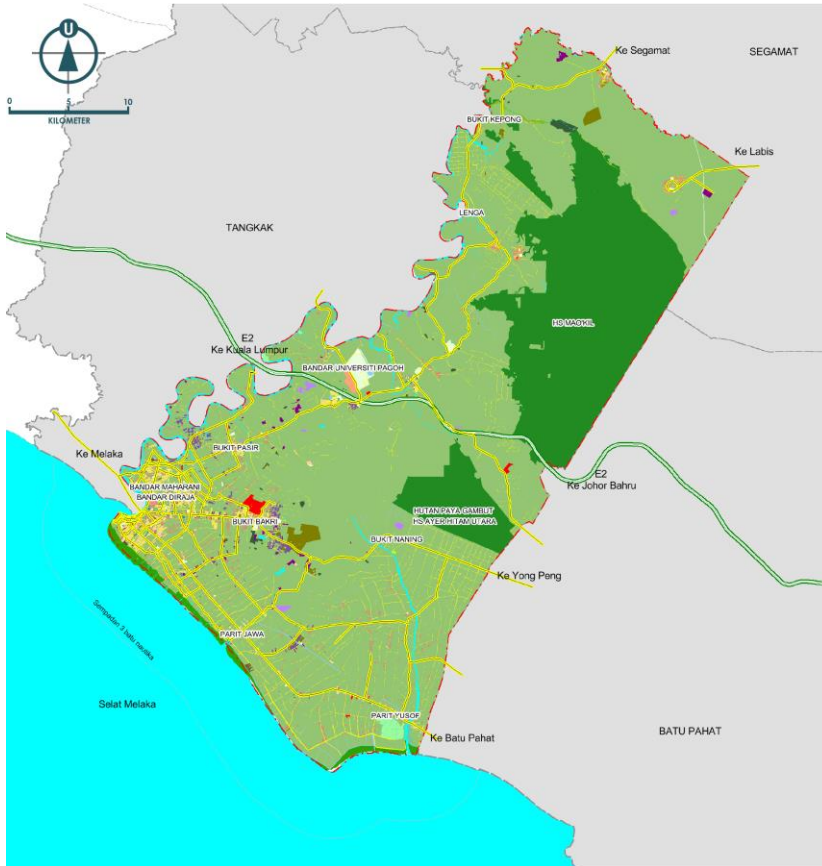 U
0 5 10
KILOMETER
Ke Segamat
SEGAMAT
BUKIT KEPONG
Ke Labis
LENGA
TANGKAK
HS MAOKIL
E2
Ke Kuala Lumpur
BANDAR UNIVERSITI PAGOH
BUKIT PASIR
Ke Melaka
E2
Ke Johor Bahru
BANDAR MAHARANI
BANDAR DIRAJA
HUTAN PAYA GAMBUT
HS AYER HITAM UTARA
BUKIT BAKRI
BUKIT NANING
Ke Yong Peng
Sempadan 3 batu nautika
PARIT JAWA
Selat Melaka
PARIT YUSOF
BATU PAHAT
Ke Batu Pahat